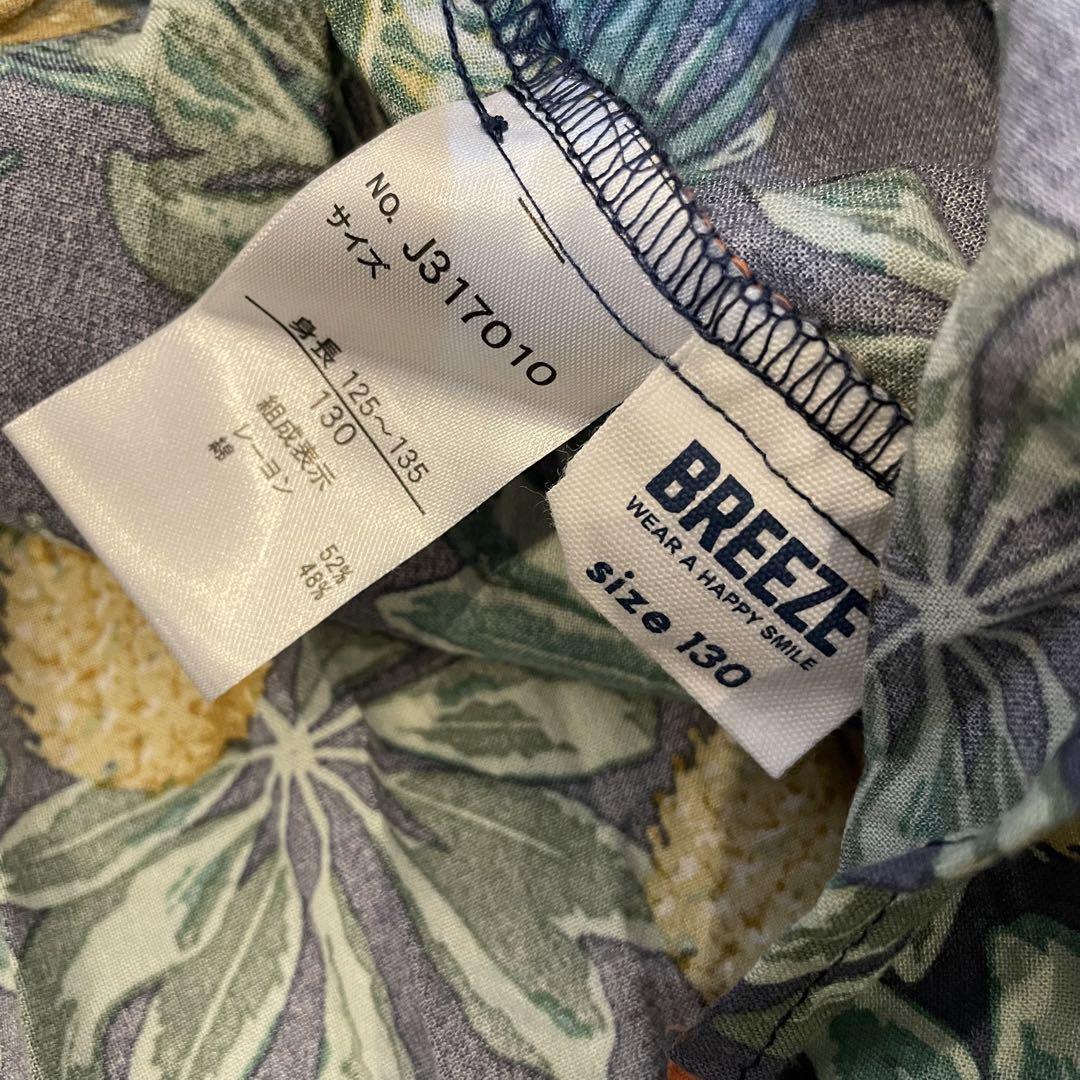 NO. J317010
サイズ
身長 125～135
130
組成表示
レーヨン 52%
綿 48%
BREEZE
WEAR A HAPPY SMILE
size 130